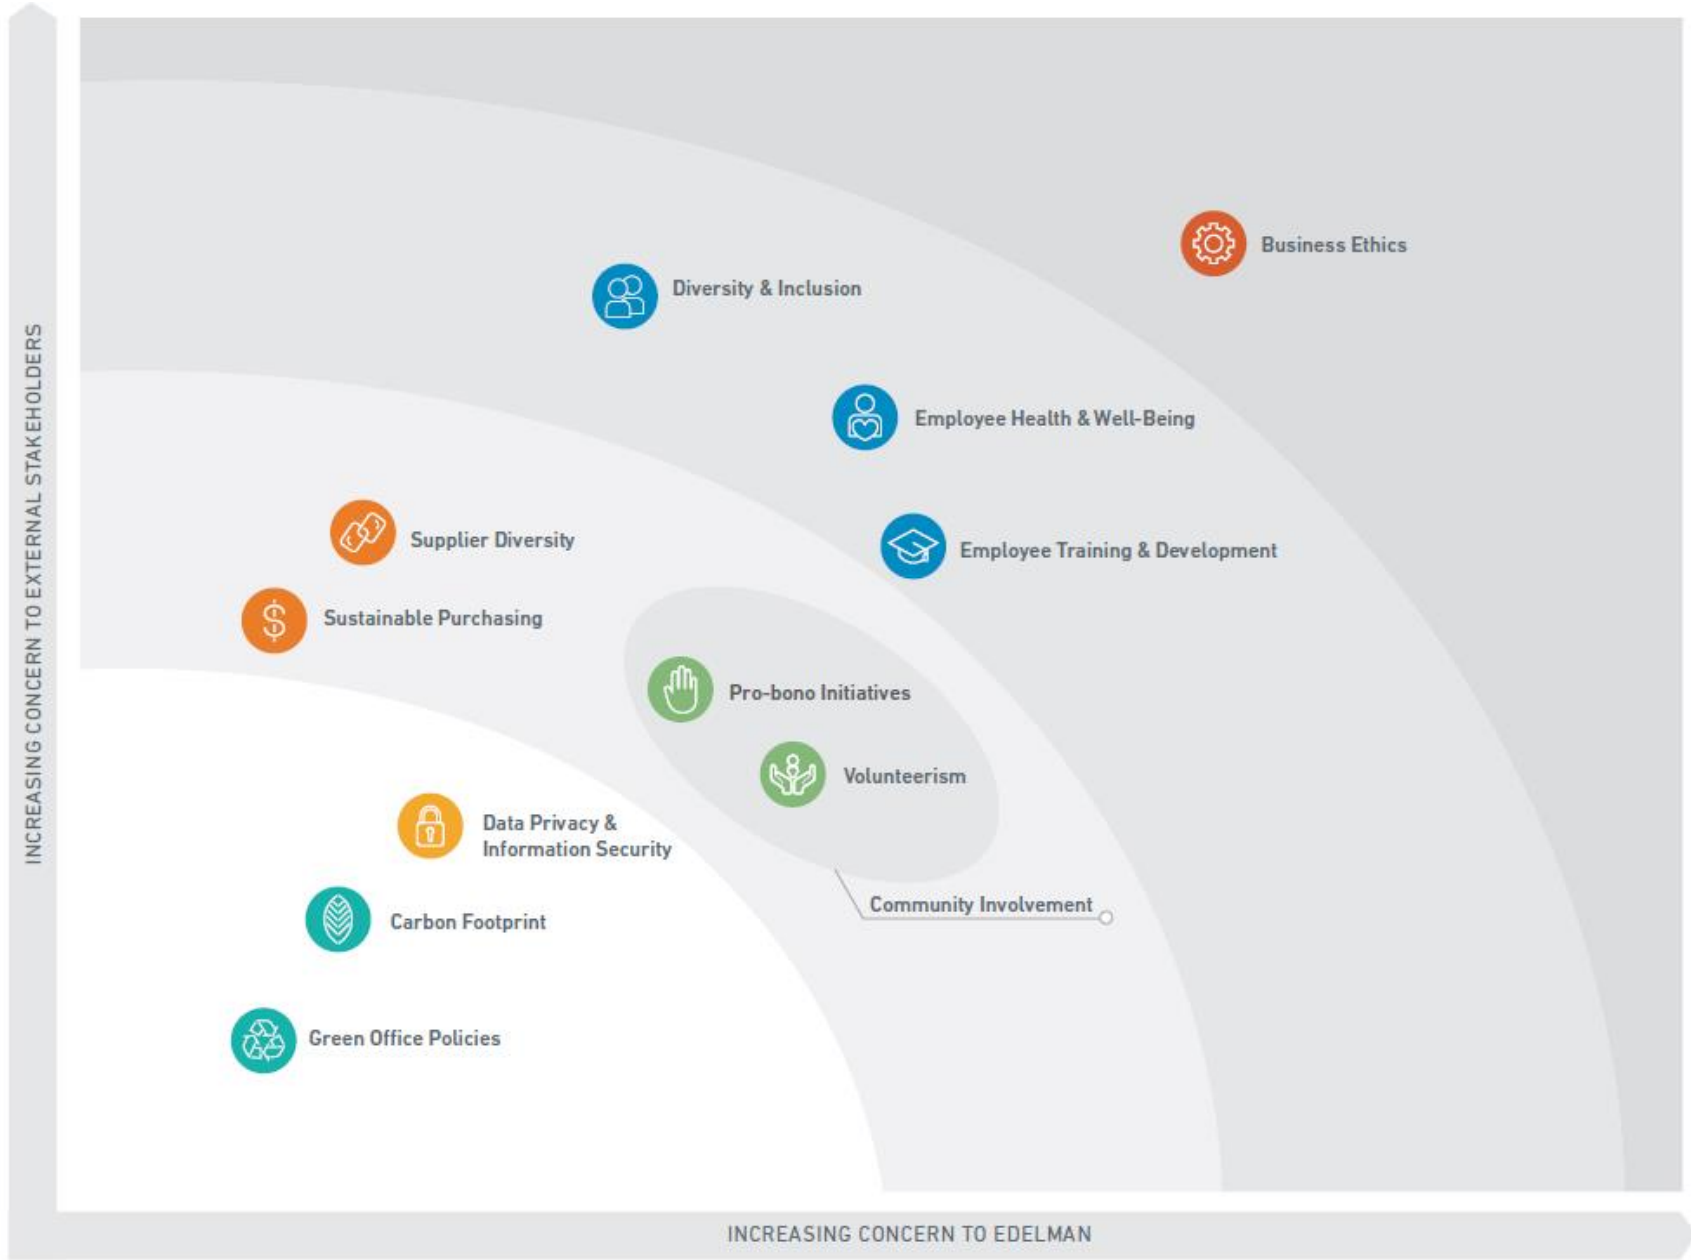 INCREASING CONCERN TO EXTERNAL STAKEHOLDERS
Business Ethics
Diversity & Inclusion
Employee Health & Well-Being
Supplier Diversity
Employee Training & Development
Sustainable Purchasing
$
Pro-bono Initiatives
Volunteerism
Data Privacy &
Information Security
Community Involvement
Carbon Footprint
Green Office Policies
INCREASING CONCERN TO EDELMAN